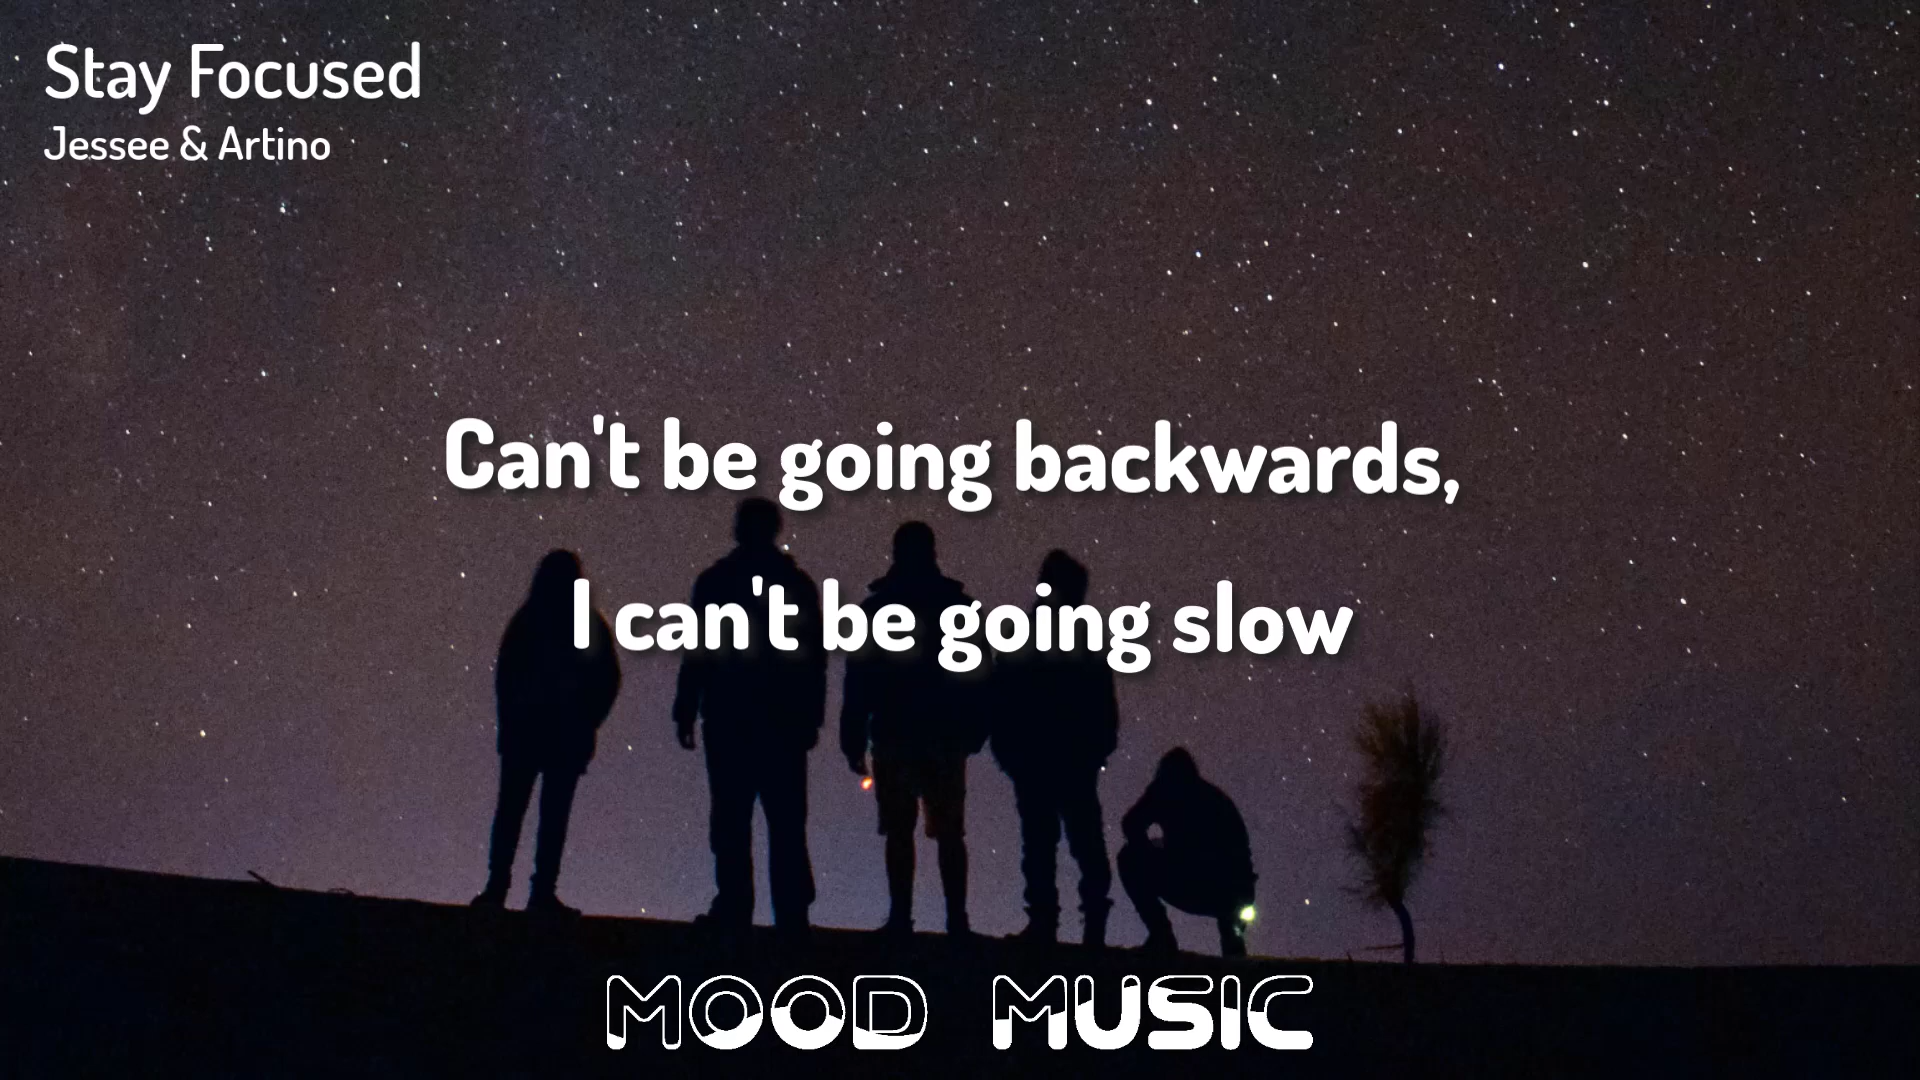 Stay Focused
Jessee & Artino
Can't be going backwards,
I can't be going slow
MOOD MUSIC